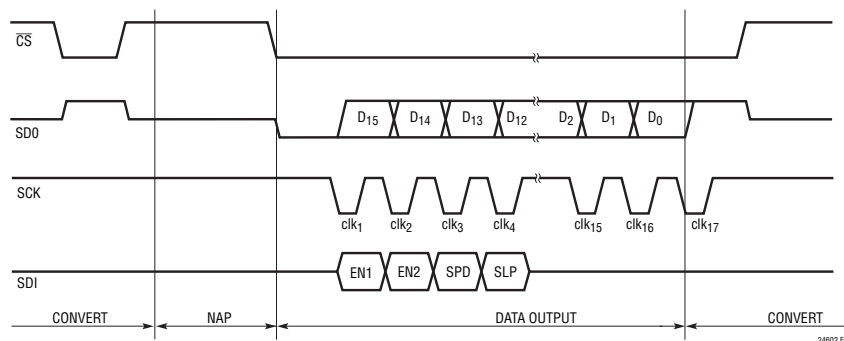 CS
SD0
D15 D14 D13 D12 D2 D1 D0
SCK
clk1 clk2 clk3 clk4 clk15 clk16 clk17
SDI
EN1 EN2 SPD SLP
CONVERT NAP DATA OUTPUT CONVERT